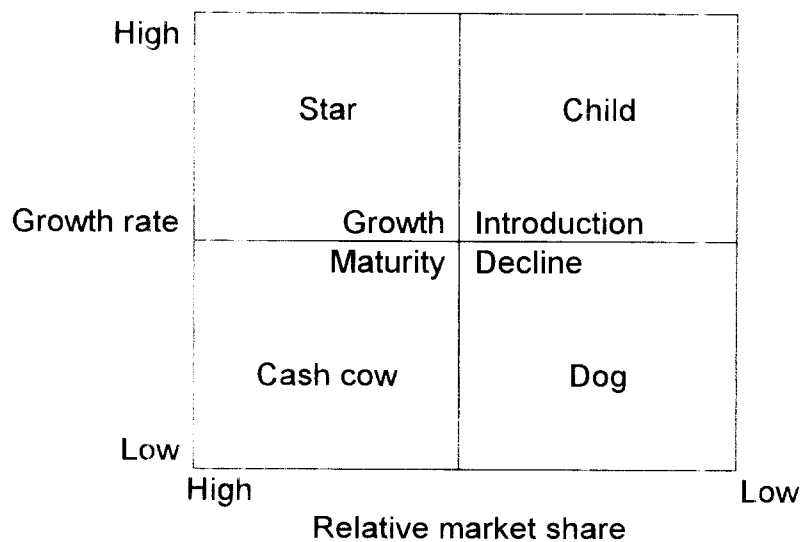 High
Star Child
Growth rate
Growth Introduction
Maturity Decline
Cash cow Dog
Low
High Low
Relative market share